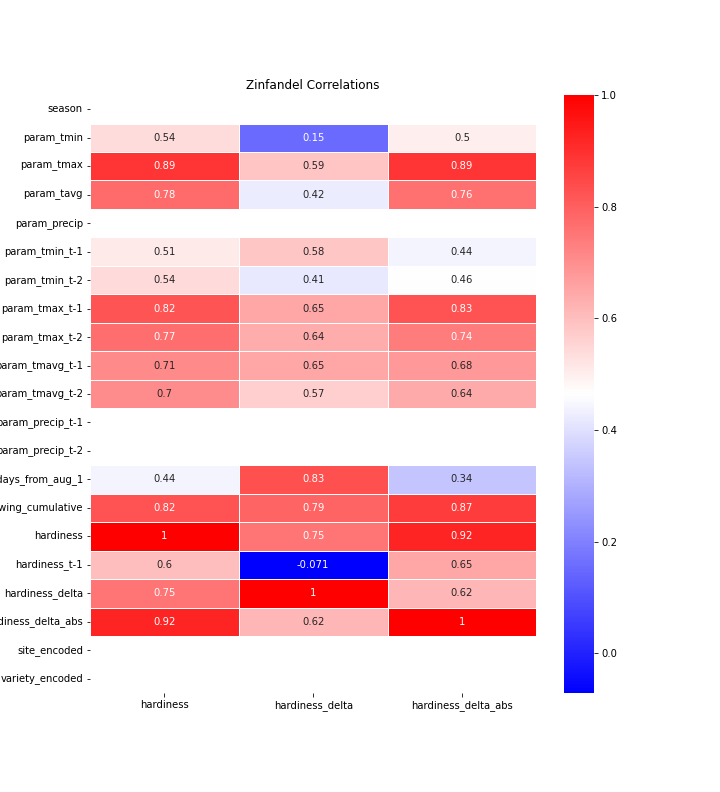 Zinfandel Correlations
season
param_tmin 0.54 0.15 0.5
param_tmax 0.89 0.59 0.89
param_tavg 0.78 0.42 0.76
param_precip
param_tmin_t-1 0.51 0.58 0.44
param_tmin_t-2 0.54 0.41 0.46
param_tmax_t-1 0.82 0.65 0.83
param_tmax_t-2 0.77 0.64 0.74
param_tmavg_t-1 0.71 0.65 0.68
param_tmavg_t-2 0.7 0.57 0.64
param_precip_t-1
param_precip_t-2
days_from_aug_1 0.44 0.83 0.34
wing_cumulative 0.82 0.79 0.87
hardiness 1 0.75 0.92
hardiness_t-1 0.6 -0.071 0.65
hardiness_delta 0.75 1 0.62
diness_delta_abs 0.92 0.62 1
site_encoded
variety_encoded
hardiness hardiness_delta hardiness_delta_abs
1.0
0.8
0.6
0.4
0.2
0.0